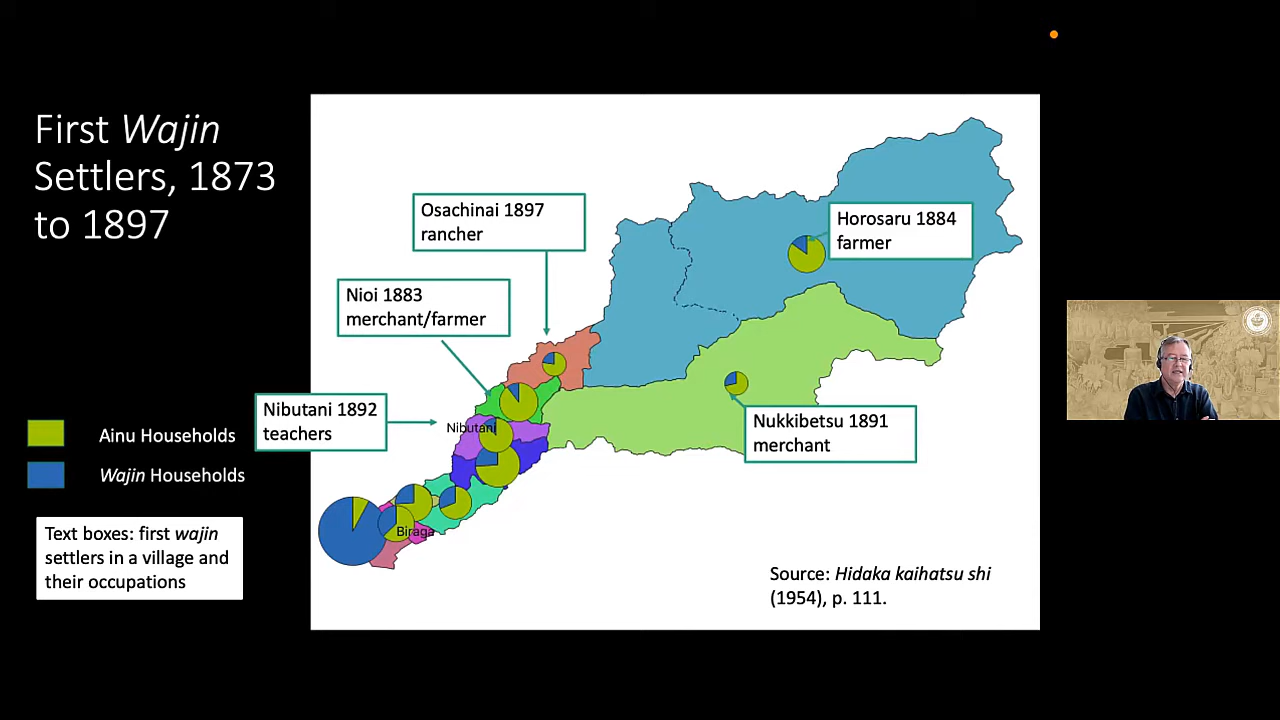 First Wajin
Settlers, 1873
to 1897
Osachinai 1897
rancher
Horosaru 1884
farmer
Nioi 1883
merchant/farmer
Nibutani 1892
teachers
Nibutani
Nukkibetsu 1891
merchant
Biraga
Ainu Households
Wajin Households
Text boxes: first wajin
settlers in a village and
their occupations
Source: Hidaka kaihatsu shi
(1954), p. 111.